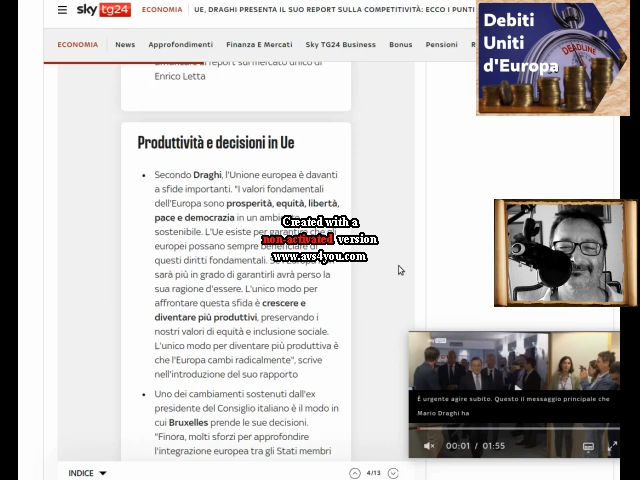 sky tg24 ECONOMIA UE, DRAGHI PRESENTA IL SUO REPORT SULLA COMPETITIVITÀ: ECCO I PUNTI
ECONOMIA News Approfondimenti Finanza E Mercati Sky TG24 Business Bonus Pensioni
Debiti
Uniti
d'Europa
DEADLINE
report sul mercato unico di
Enrico Letta
Produttività e decisioni in Ue
Secondo Draghi, l'Unione europea è davanti
a sfide importanti. "I valori fondamentali
dell'Europa sono prosperità, equità, libertà,
pace e democrazia in un
sostenibile. L'Ue esiste per
europei possano sempre
questi diritti fondamentali.
sarà più in grado di garantirli avrà perso la
sua ragione d'essere. L'unico modo per
affrontare questa sfida è crescere e
diventare più produttivi, preservando i
nostri valori di equità e inclusione sociale.
L'unico modo per diventare più produttiva è
che l'Europa cambi radicalmente", scrive
nell'introduzione del suo rapporto
Uno dei cambiamenti sostenuti dall'ex
presidente del Consiglio italiano è il modo in
cui Bruxelles prende le sue decisioni.
"Finora, molti sforzi per approfondire
l'integrazione europea tra gli Stati membri
Created with a
non-activated version
www.avs4you.com
sky tg24
È urgente agire subito. Questo il messaggio principale che
Mario Draghi ha
00:01 / 01:55
INDICE 4/13